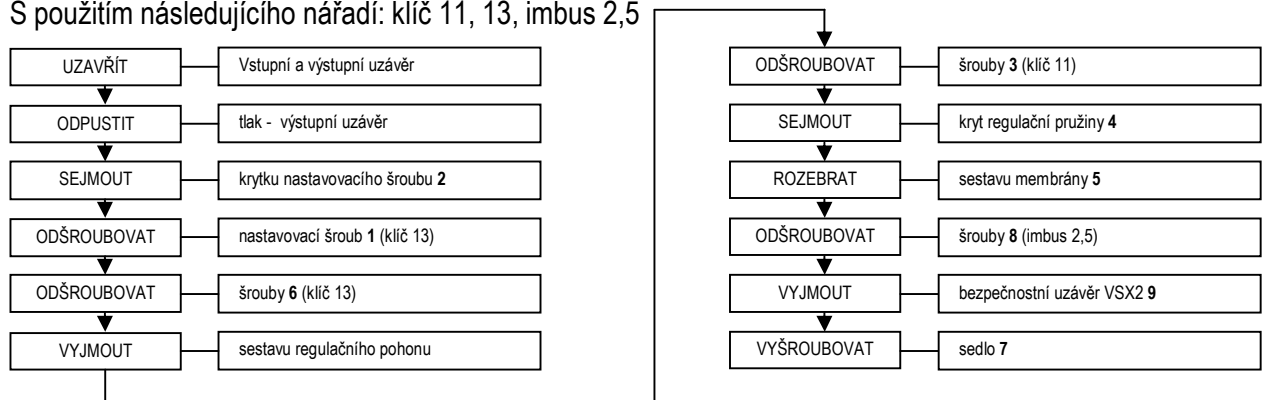 S použitím následujícího nářadí: klíč 11, 13, imbus 2,5
UZAVŘÍT Vstupní a výstupní uzávěr
ODPUSTIT tlak - výstupní uzávěr
SEJMOUT krytku nastavovacího šroubu 2
ODŠROUBOVAT nastavovací šroub 1 (klíč 13)
ODŠROUBOVAT šrouby 6 (klíč 13)
VYJMOUT sestavu regulačního pohonu
ODŠROUBOVAT šrouby 3 (klíč 11)
SEJMOUT kryt regulační pružiny 4
ROZEBRAT sestavu membrány 5
ODŠROUBOVAT šrouby 8 (imbus 2,5)
VYJMOUT bezpečnostní uzávěr VSX2 9
VYŠROUBOVAT sedlo 7